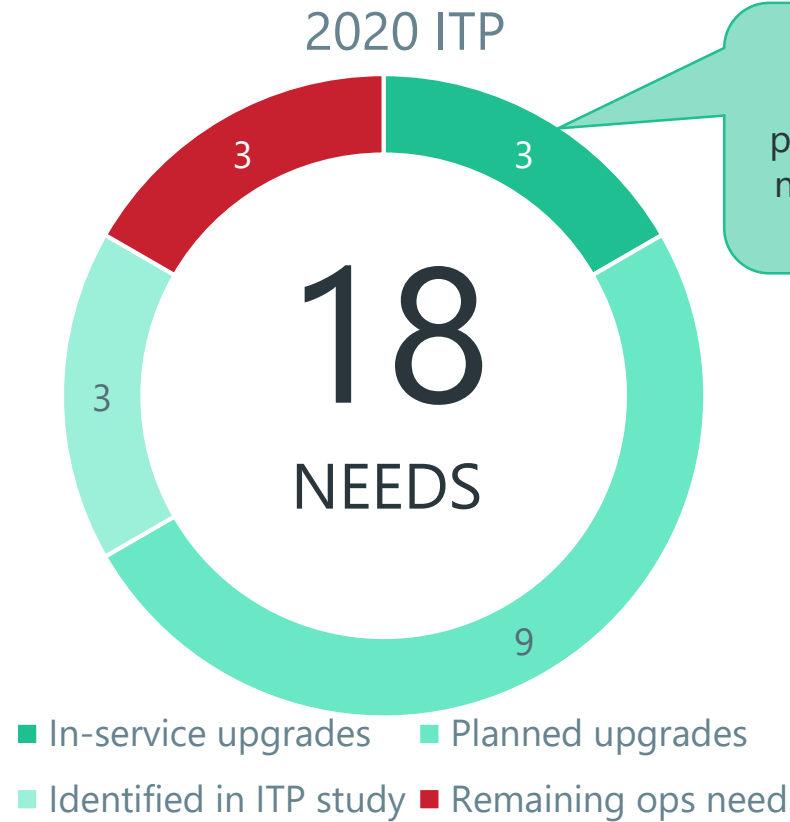 2020 ITP
3
3
18
NEEDS
3
9
In-service upgrades
Planned upgrades
Identified in ITP study
Remaining ops need